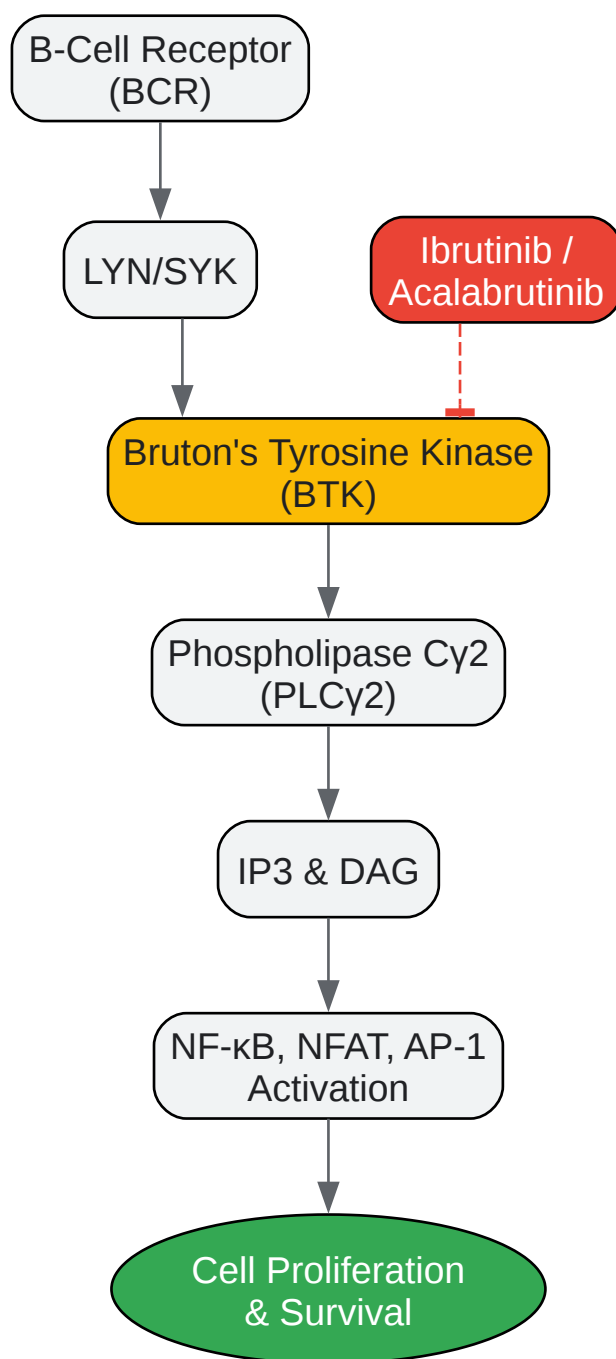 B-Cell Receptor
(BCR)
LYN/SYK
Ibrutinib /
Acalabrutinib
Bruton's Tyrosine Kinase
(BTK)
Phospholipase Cγ2
(PLCγ2)
IP3 & DAG
NF-κB, NFAT, AP-1
Activation
Cell Proliferation
& Survival